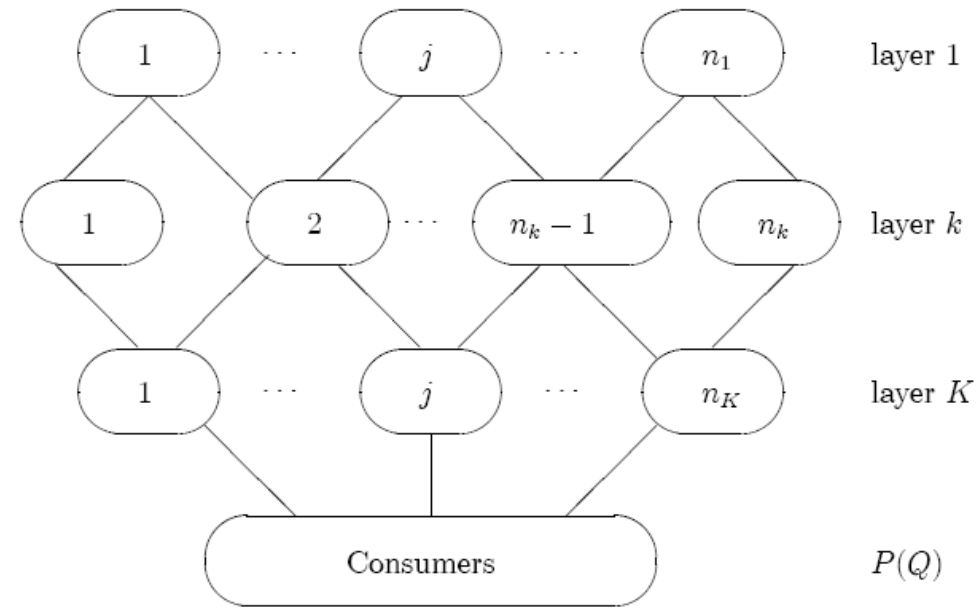 1 ··· j ··· n₁ layer 1
1 2 ··· nₖ − 1 nₖ layer k
1 ··· j ··· n_K layer K
Consumers P(Q)